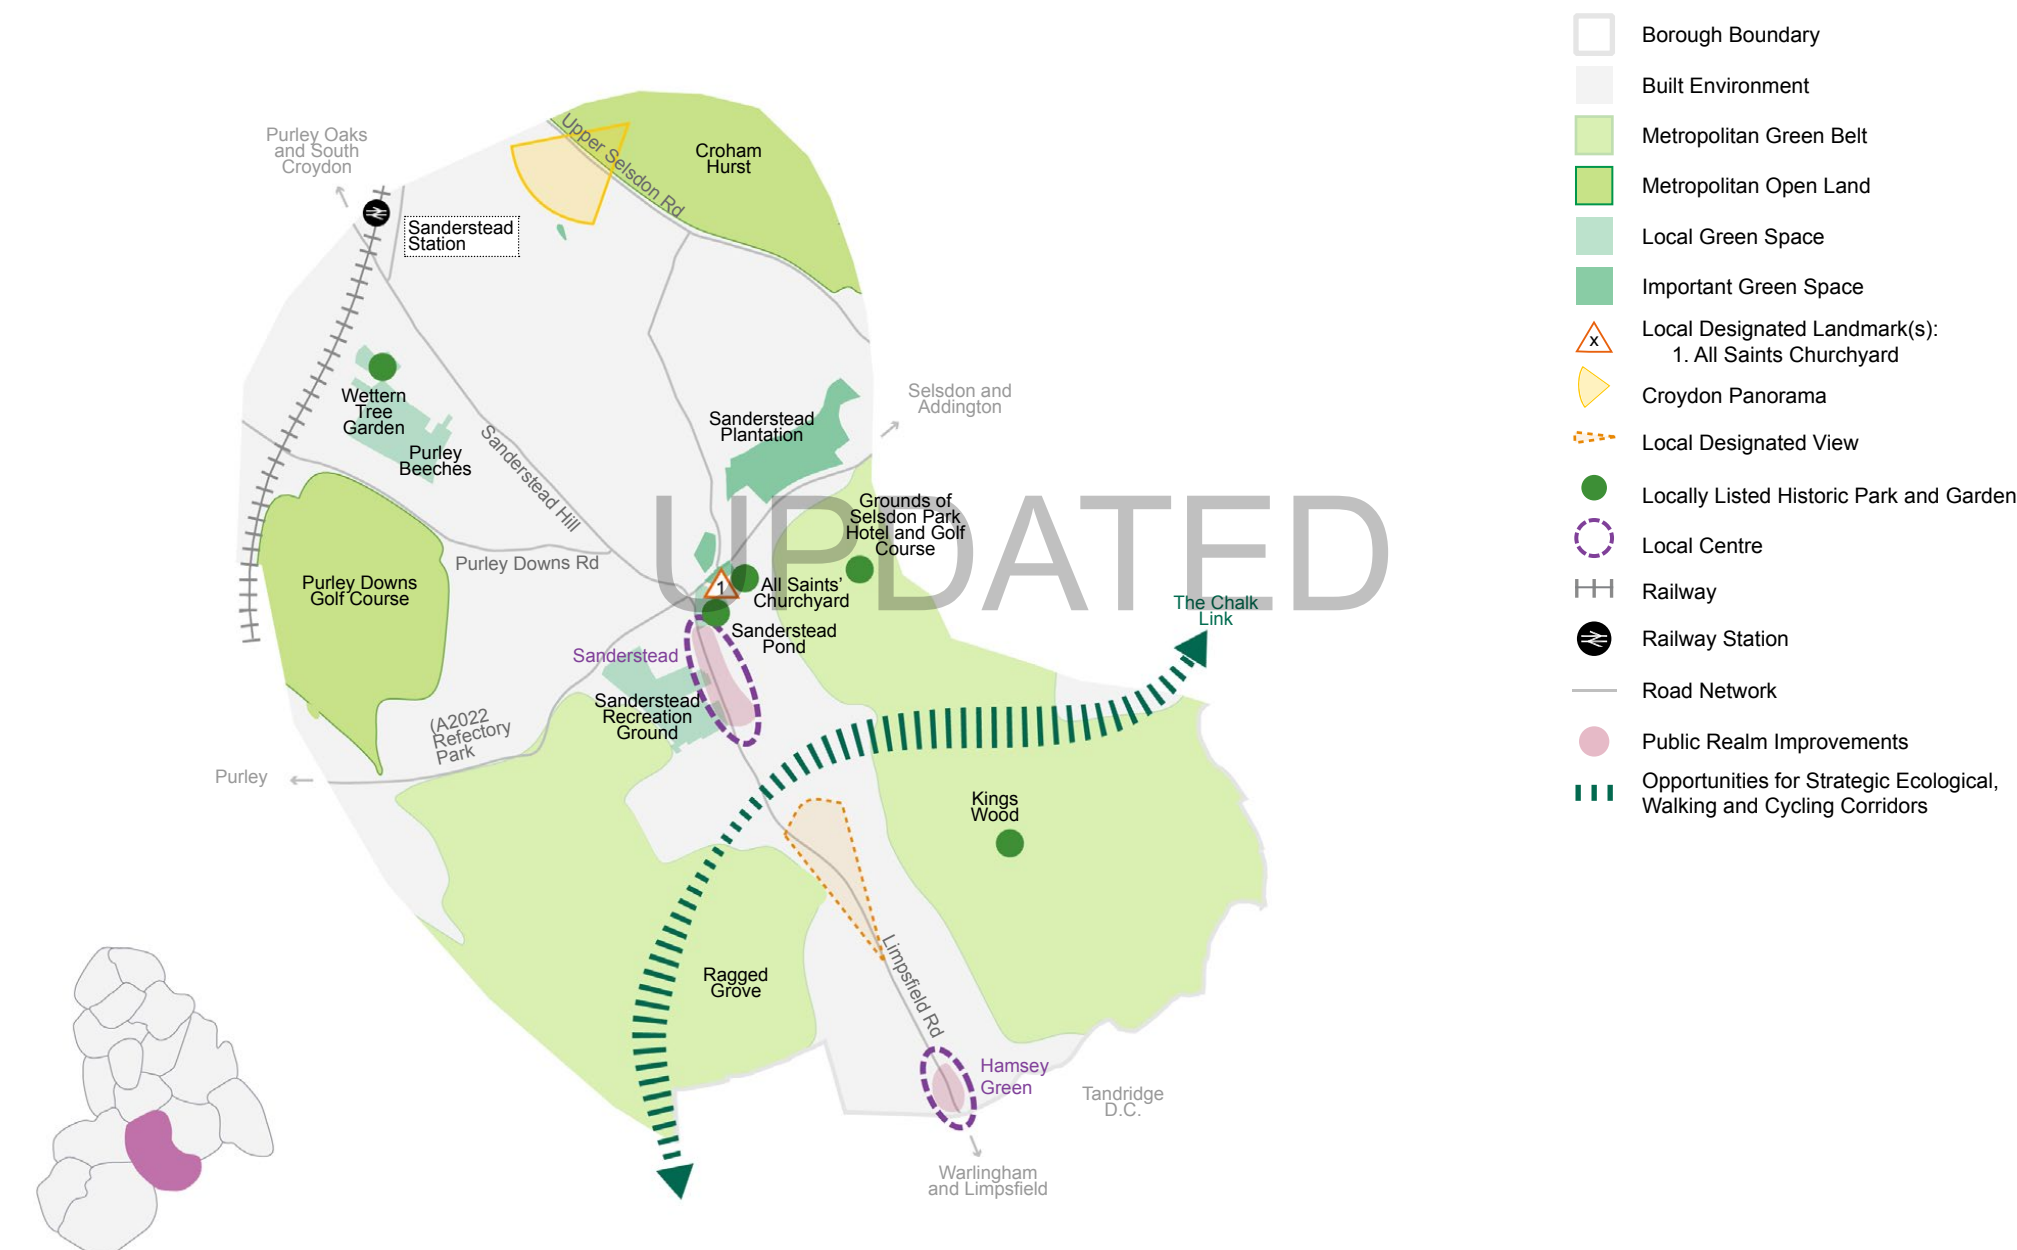 Purley Oaks
and South
Croydon
Upper Selsdon Rd
Croham
Hurst
Sanderstead
Station
Wettern
Tree
Garden
Purley
Beeches
Sanderstead Hill
Sanderstead
Plantation
Selsdon and
Addington
Grounds of
Selsdon Park
Hotel and Golf
Course
UPDATED
Purley Downs Rd
Purley Downs
Golf Course
1
All Saints'
Churchyard
Sanderstead
Pond
The Chalk
Link
Sanderstead
Sanderstead
Recreation
Ground
(A2022
Refectory
Park
Purley
Kings
Wood
Ragged
Grove
Limpsfield Rd
Hamsey
Green
Tandridge
D.C.
Warlingham
and Limpsfield
Borough Boundary
Built Environment
Metropolitan Green Belt
Metropolitan Open Land
Local Green Space
Important Green Space
x
Local Designated Landmark(s):
1. All Saints Churchyard
Croydon Panorama
Local Designated View
Locally Listed Historic Park and Garden
Local Centre
Railway
Railway Station
Road Network
Public Realm Improvements
Opportunities for Strategic Ecological,
Walking and Cycling Corridors